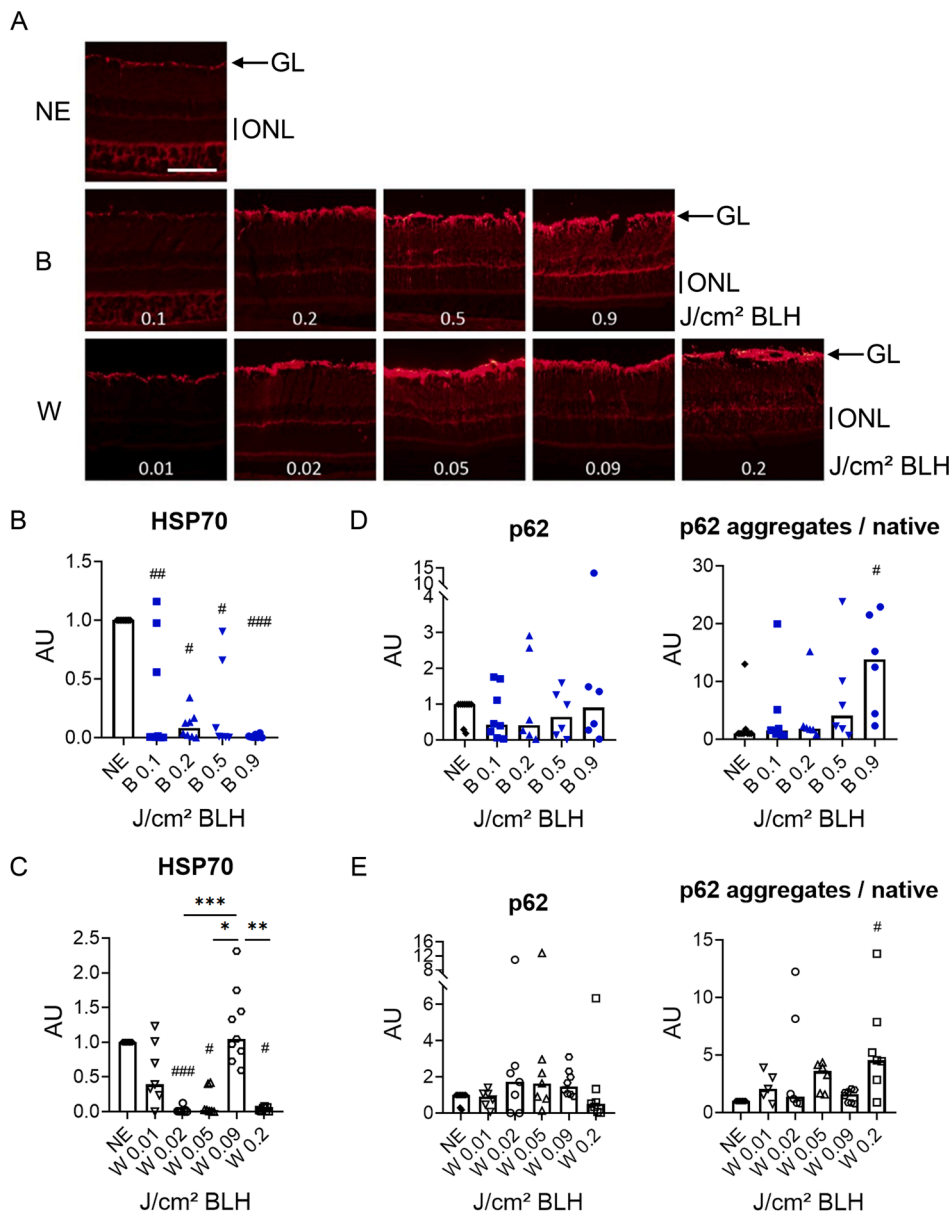 A
NE
GL
ONL
B
0.1
0.2
0.5
0.9
GL
ONL
J/cm² BLH
W
0.01
0.02
0.05
0.09
0.2
GL
ONL
J/cm² BLH
B
HSP70
AU
1.5
1.0
0.5
0.0
##
#
#
###
NE
B 0.1
B 0.2
B 0.5
B 0.9
J/cm² BLH
D
p62
AU
15
10
4
3
2
1
0
NE
B 0.1
B 0.2
B 0.5
B 0.9
J/cm² BLH
p62 aggregates / native
AU
30
20
10
0
#
NE
B 0.1
B 0.2
B 0.5
B 0.9
J/cm² BLH
C
HSP70
AU
2.5
2.0
1.5
1.0
0.5
0.0
***
*
**
###
#
#
NE
W 0.01
W 0.02
W 0.05
W 0.09
W 0.2
J/cm² BLH
E
p62
AU
16
12
8
6
4
2
0
NE
W 0.01
W 0.02
W 0.05
W 0.09
W 0.2
J/cm² BLH
p62 aggregates / native
AU
15
10
5
0
#
NE
W 0.01
W 0.02
W 0.05
W 0.09
W 0.2
J/cm² BLH